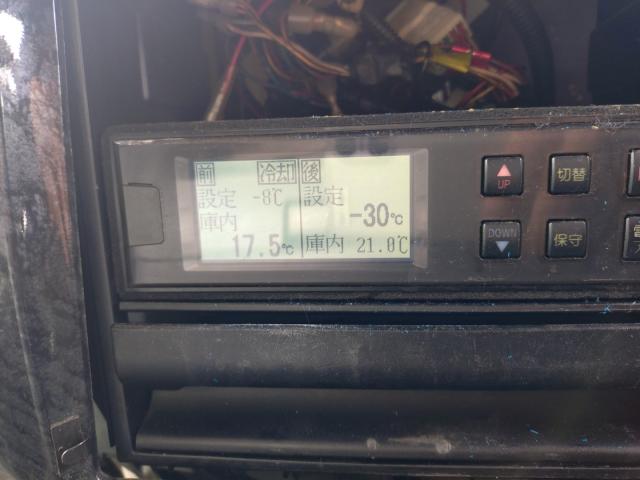 前 冷却 後
設定 -8℃ 設定
庫内 -30℃
17.5℃ 庫内 21.0℃
UP
切替
DOWN
保守
電